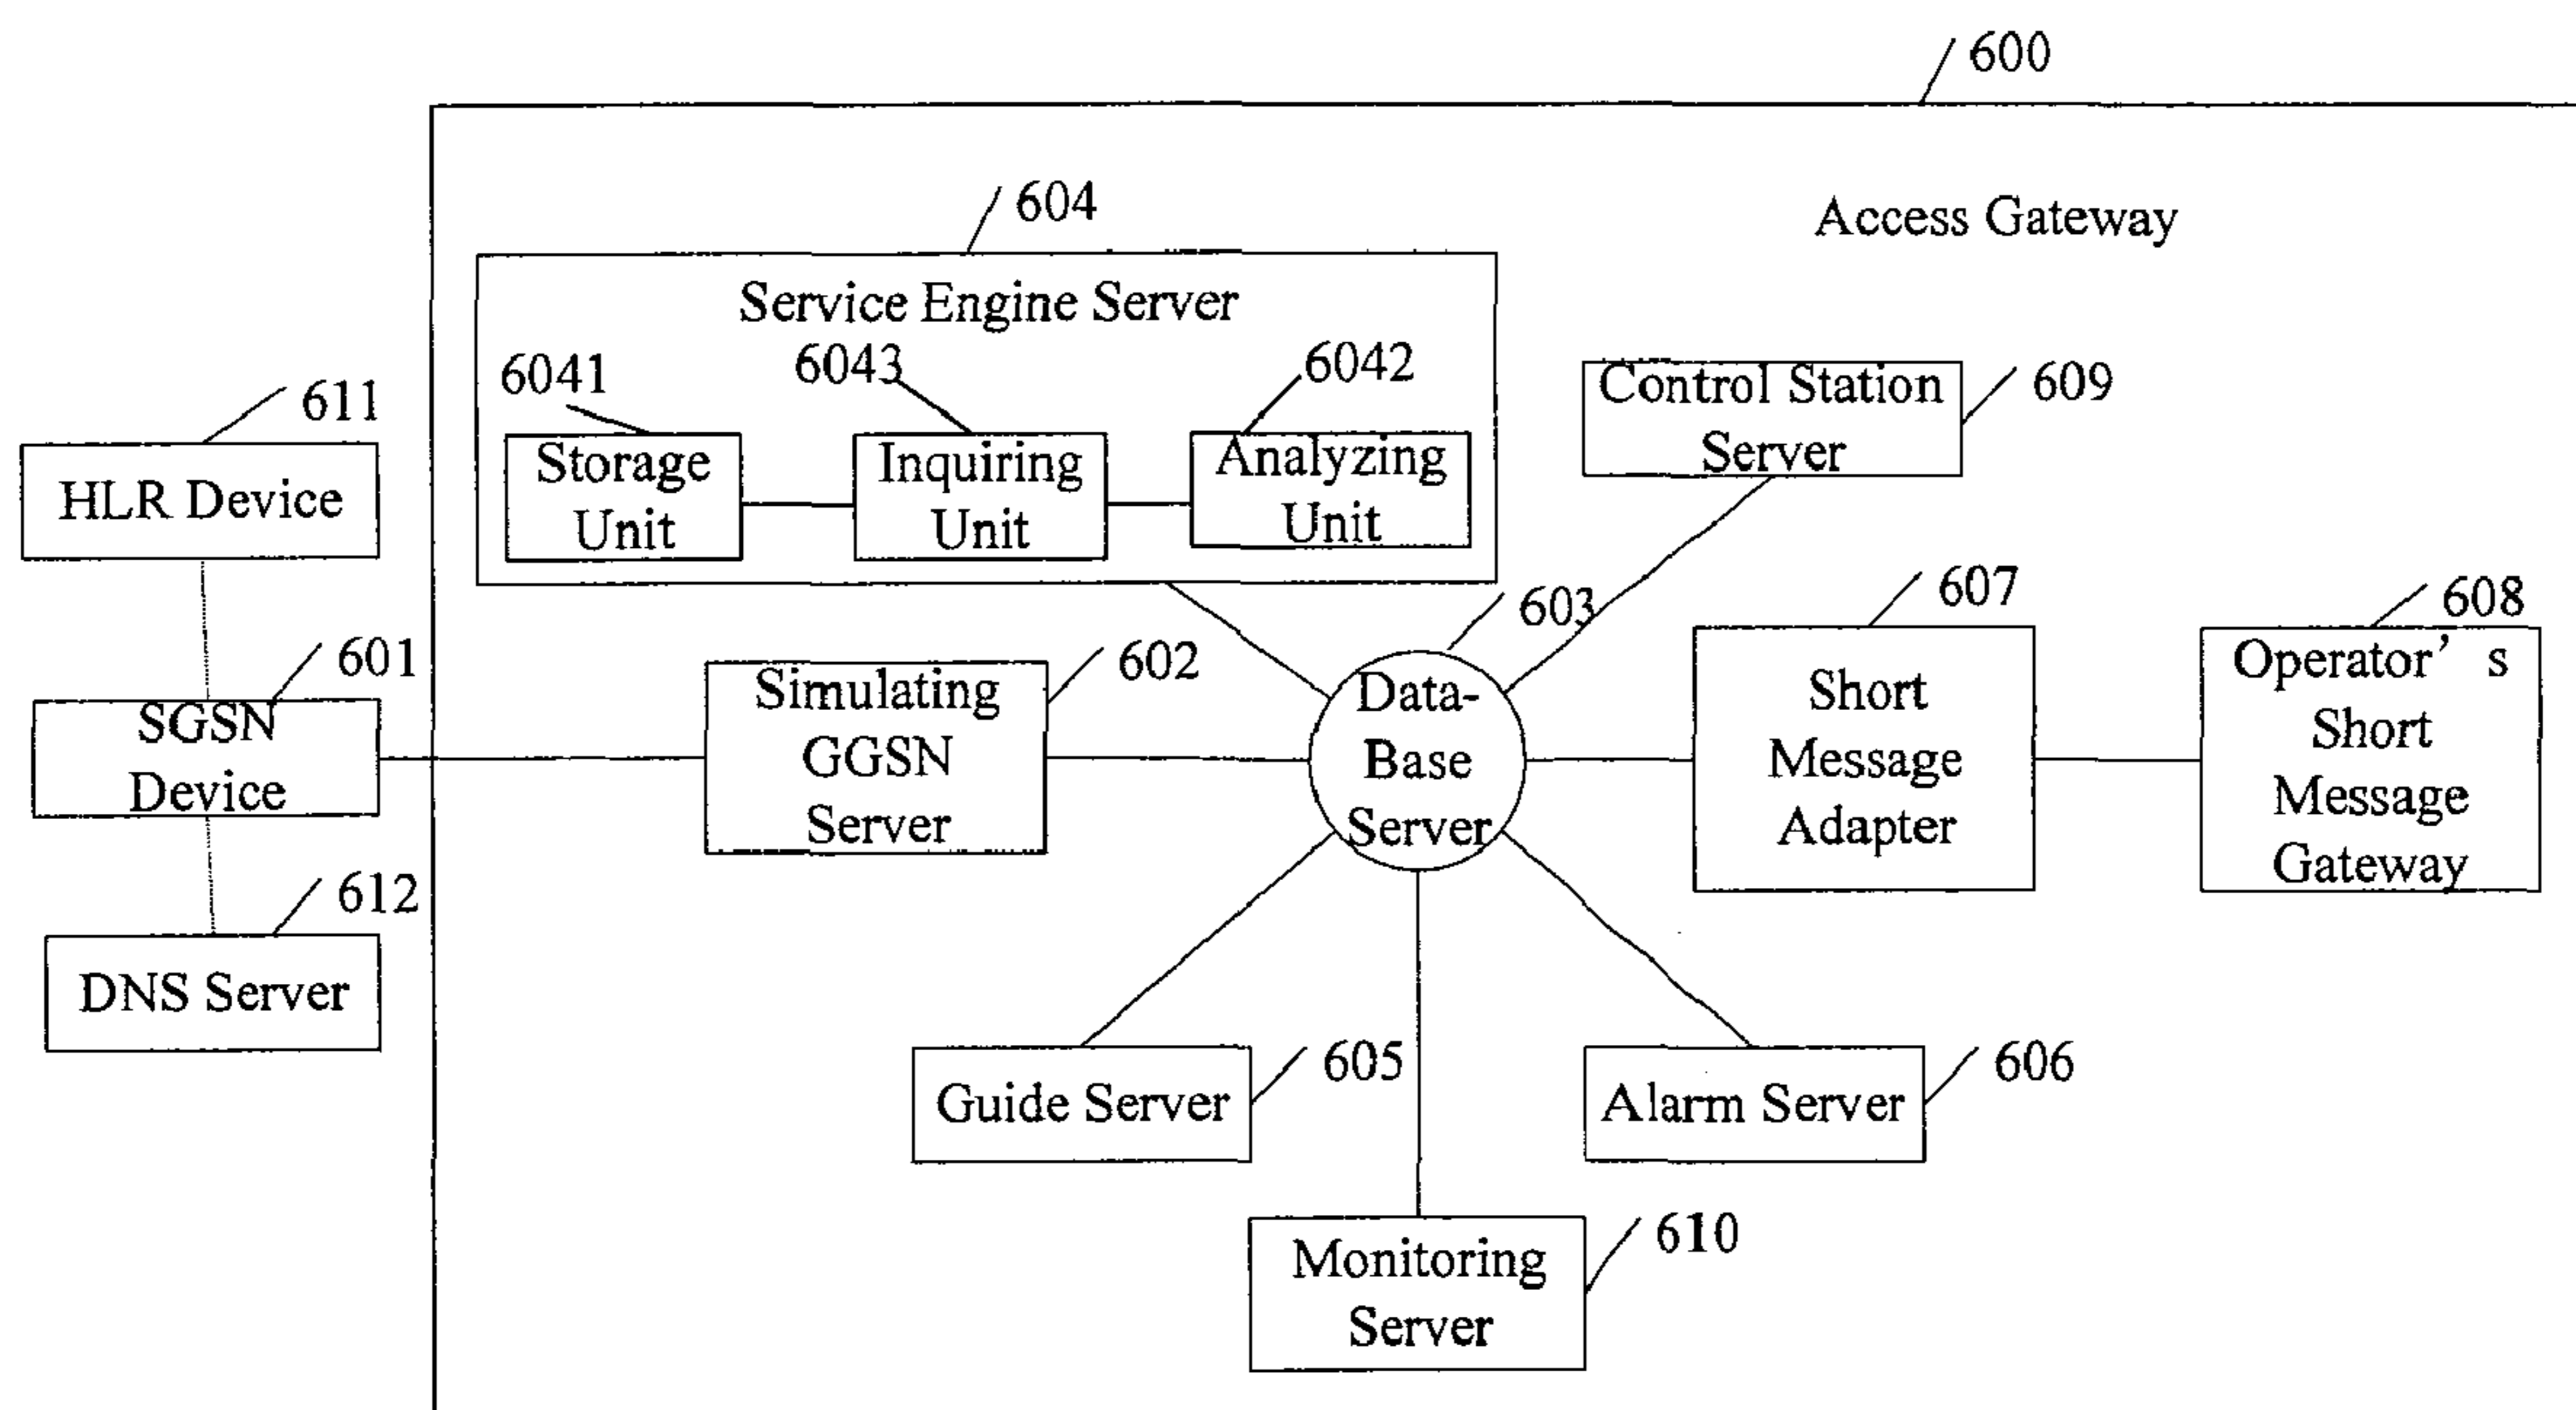 600
Access Gateway
604
Service Engine Server
6041
6043
6042
Storage
Unit
Inquiring
Unit
Analyzing
Unit
Control Station
Server
609
611
HLR Device
601
SGSN
Device
612
DNS Server
602
Simulating
GGSN
Server
603
Data-
Base
Server
607
Short
Message
Adapter
608
Operator’ s
Short
Message
Gateway
605
Guide Server
606
Alarm Server
610
Monitoring
Server